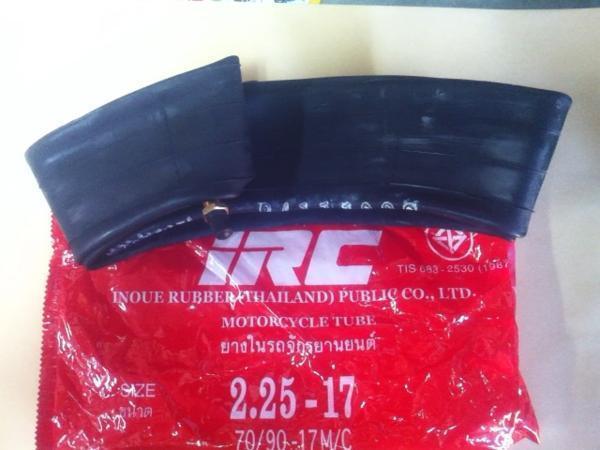 iRC
TIS 683-2530 (1987
INOUE RUBBER (THAILAND) PUBLIC CO., LTD.
MOTORCYCLE TUBE
ยางในรถจักรยานยนต์
SIZE
ขนาด
2.25-17
70/90-17M/C